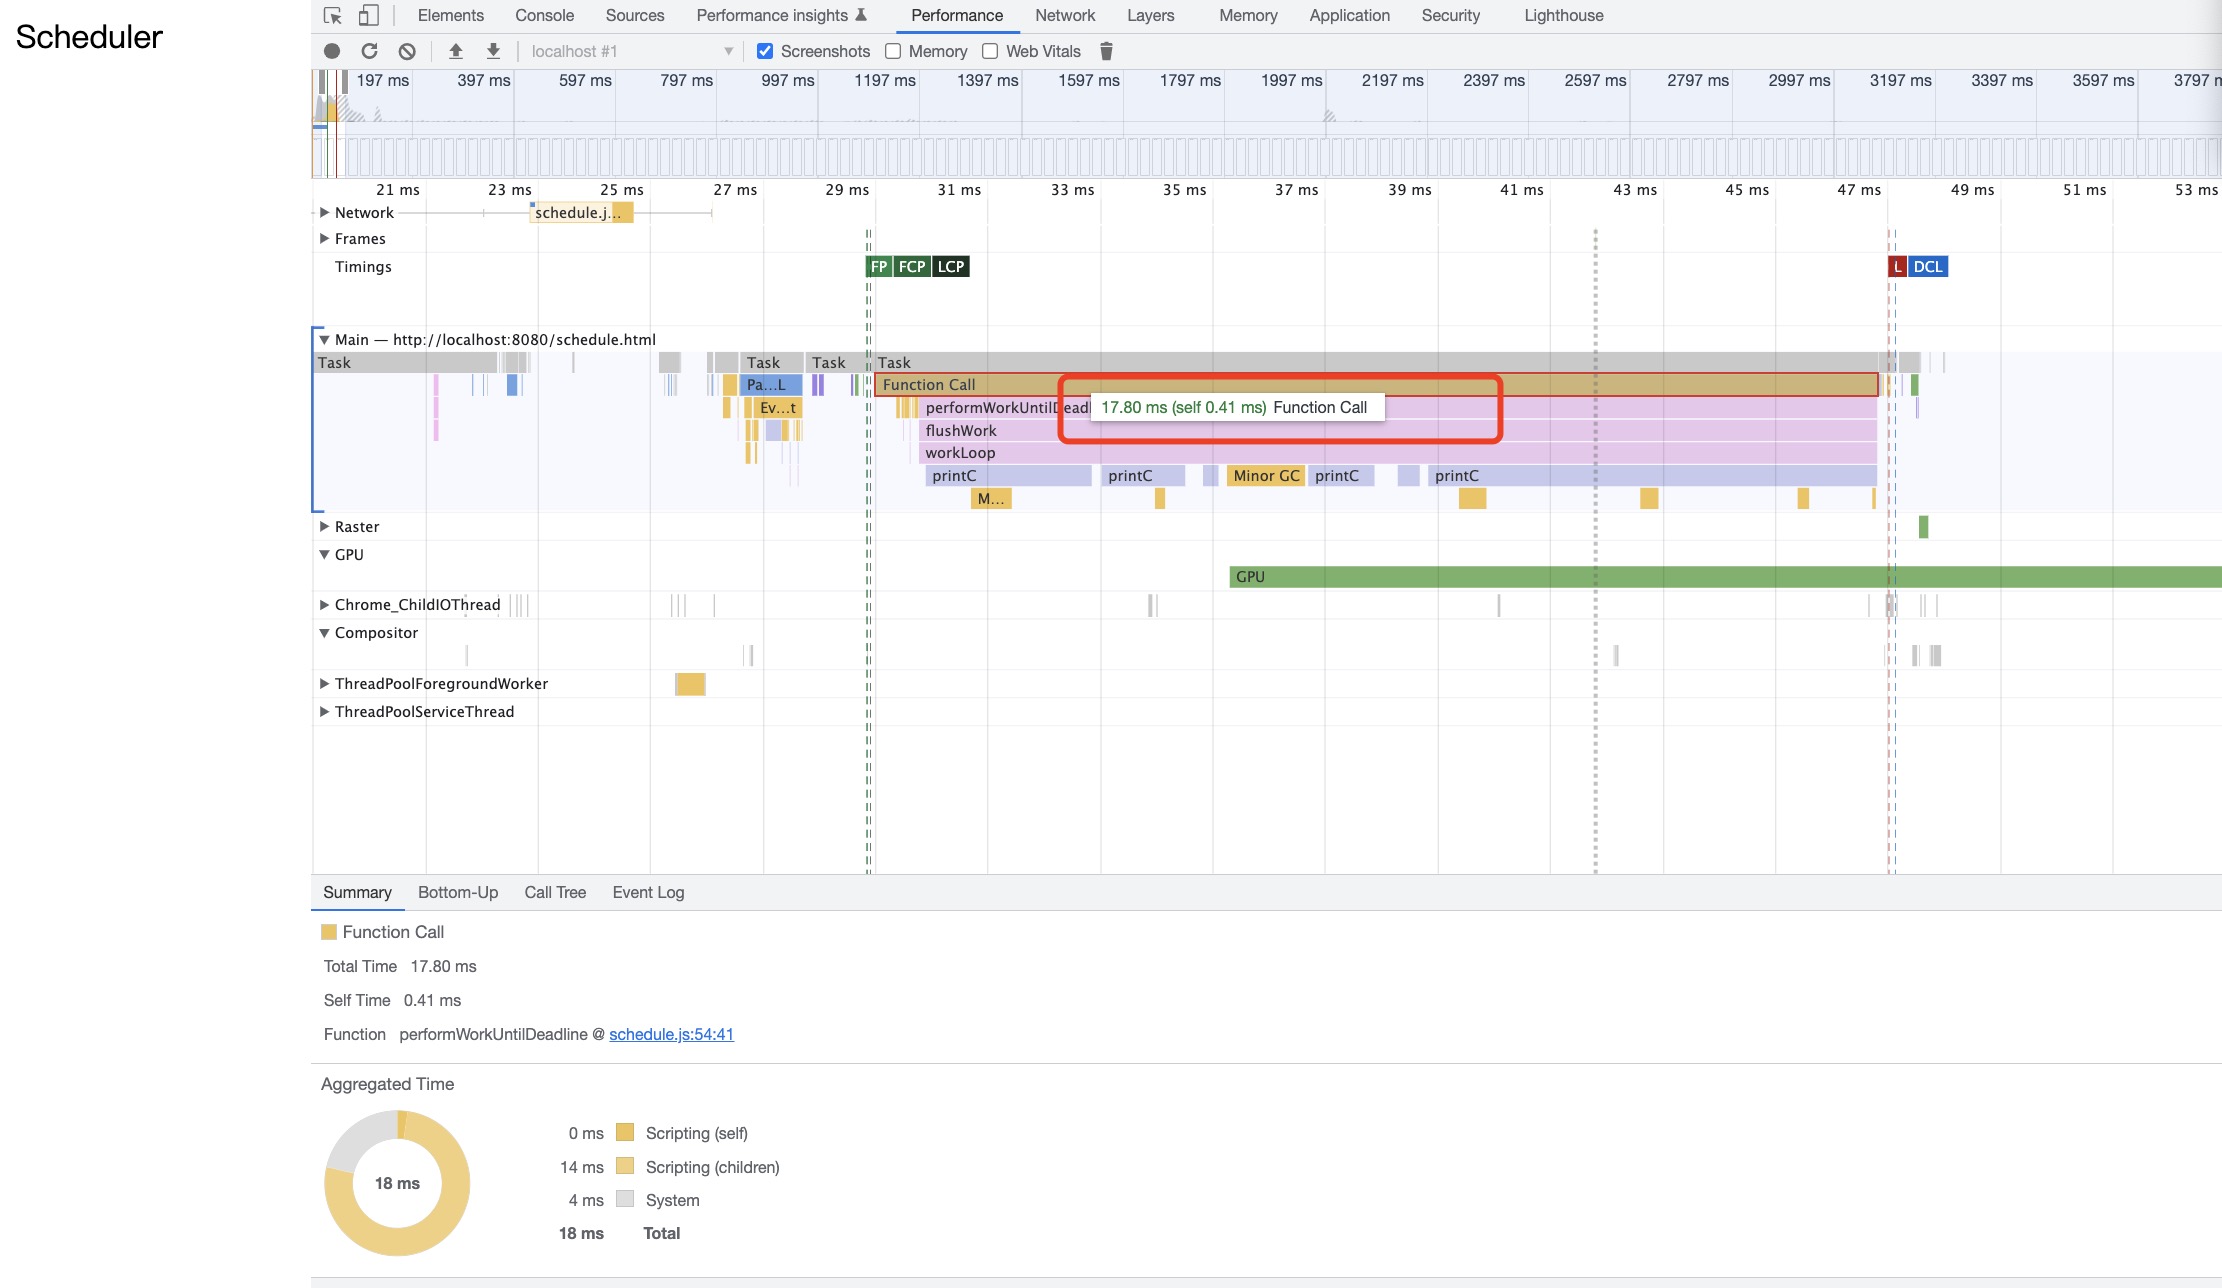 Scheduler
Elements Console Sources Performance insights Performance Network Layers Memory Application Security Lighthouse
localhost #1 Screenshots Memory Web Vitals
197 ms 397 ms 597 ms 797 ms 997 ms 1197 ms 1397 ms 1597 ms 1797 ms 1997 ms 2197 ms 2397 ms 2597 ms 2797 ms 2997 ms 3197 ms 3397 ms 3597 ms 3797 m
21 ms 23 ms 25 ms 27 ms 29 ms 31 ms 33 ms 35 ms 37 ms 39 ms 41 ms 43 ms 45 ms 47 ms 49 ms 51 ms 53 ms
Network schedule.j...
Frames
Timings FP FCP LCP L DCL
Main — http://localhost:8080/schedule.html
Task Task Task Task
Pa...L Function Call
Ev...t performWorkUntilDeadl 17.80 ms (self 0.41 ms) Function Call
flushWork
workLoop
printC printC Minor GC printC printC
M...
Raster
GPU
GPU
Chrome_ChildIOThread
Compositor
ThreadPoolForegroundWorker
ThreadPoolServiceThread
Summary Bottom-Up Call Tree Event Log
Function Call
Total Time 17.80 ms
Self Time 0.41 ms
Function performWorkUntilDeadline @ schedule.js:54:41
Aggregated Time
18 ms
0 ms Scripting (self)
14 ms Scripting (children)
4 ms System
18 ms Total